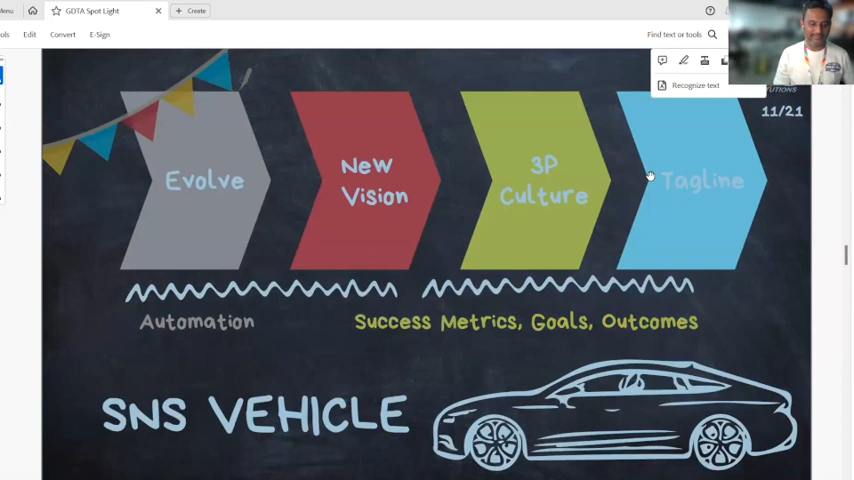 Menu
GDTA Spot Light
Create
Edit
Convert
E-Sign
Find text or tools
Recognize text
11/21
Evolve
New
Vision
3P
Culture
Tagline
Automation
Success Metrics, Goals, Outcomes
SNS VEHICLE